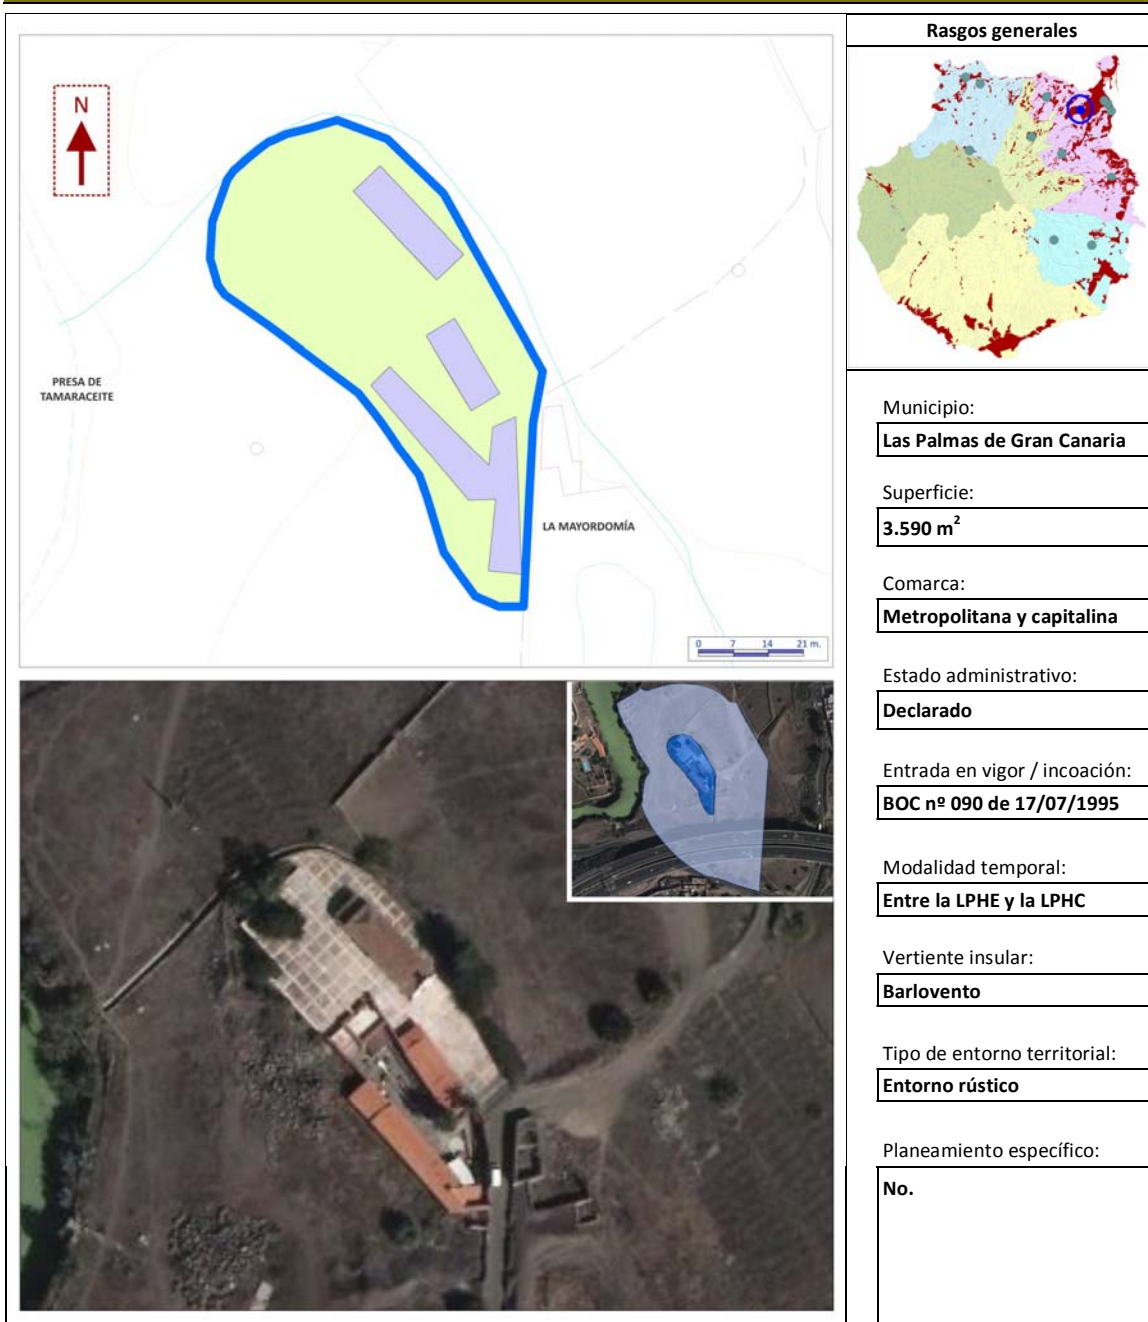 Rasgos generales
N
PRESA DE
TAMARACEITE
LA MAYORDOMÍA
0 7 14 21 m.
Municipio:
Las Palmas de Gran Canaria
Superficie:
3.590 m²
Comarca:
Metropolitana y capitalina
Estado administrativo:
Declarado
Entrada en vigor / incoación:
BOC nº 090 de 17/07/1995
Modalidad temporal:
Entre la LPHE y la LPHC
Vertiente insular:
Barlovento
Tipo de entorno territorial:
Entorno rústico
Planeamiento específico:
No.